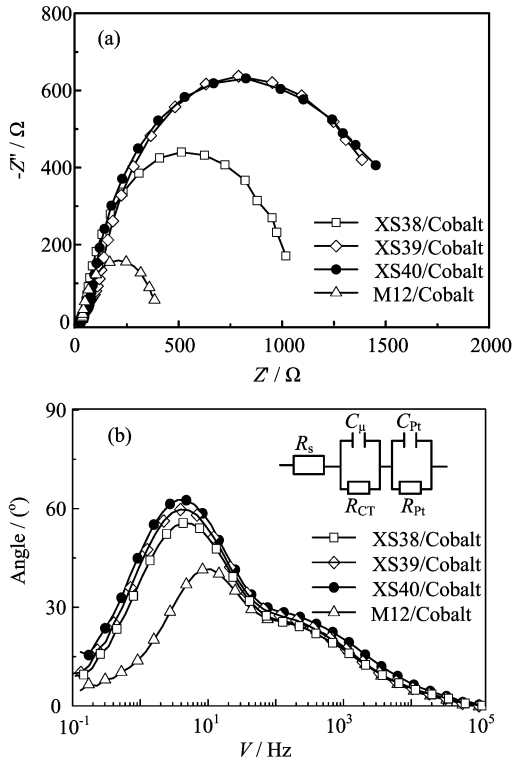 (a)
800
600
400
200
0
-Z″ / Ω
XS38/Cobalt
XS39/Cobalt
XS40/Cobalt
M12/Cobalt
0 500 1000 1500 2000
Z′ / Ω
(b)
90
60
30
0
Angle / (º)
Rs Cμ CPt
RCT RPt
XS38/Cobalt
XS39/Cobalt
XS40/Cobalt
M12/Cobalt
10-1 101 103 105
V / Hz